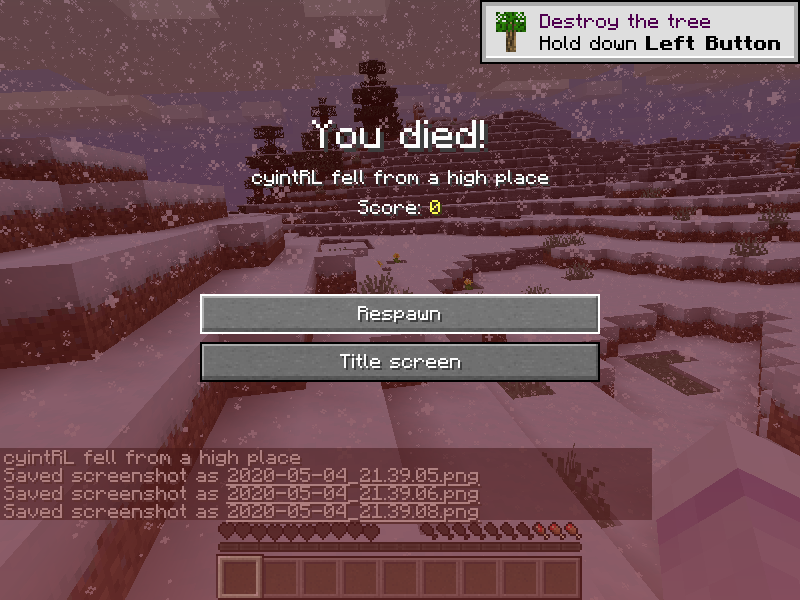 Destroy the tree
Hold down Left Button
You died!
cyintRL fell from a high place
Score: 0
Respawn
Title screen
cyintRL fell from a high place
Saved screenshot as 2020-05-04_21.39.05.png
Saved screenshot as 2020-05-04_21.39.06.png
Saved screenshot as 2020-05-04_21.39.08.png